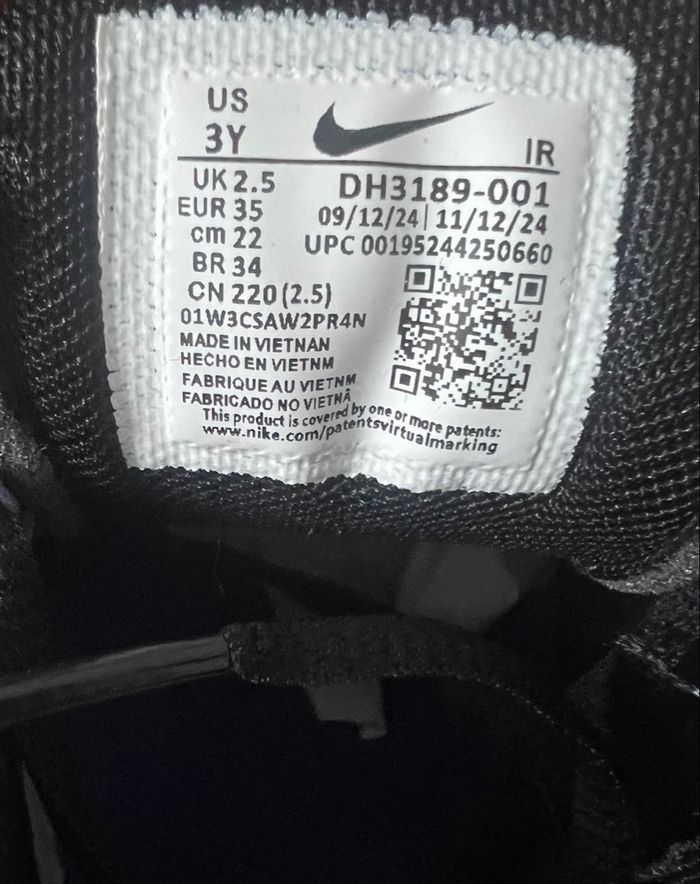 US
3Y
IR
UK 2.5
EUR 35
cm 22
BR 34
CN 220 (2.5)
DH3189-001
09/12/24| 11/12/24
UPC 00195244250660
01W3CSAW2PR4N
MADE IN VIETNAN
HECHO EN VIETNM
FABRIQUE AU VIETNM
FABRICADO NO VIETNÃ
This product is covered by one or more patents:
www.nike.com/patentsvirtualmarking